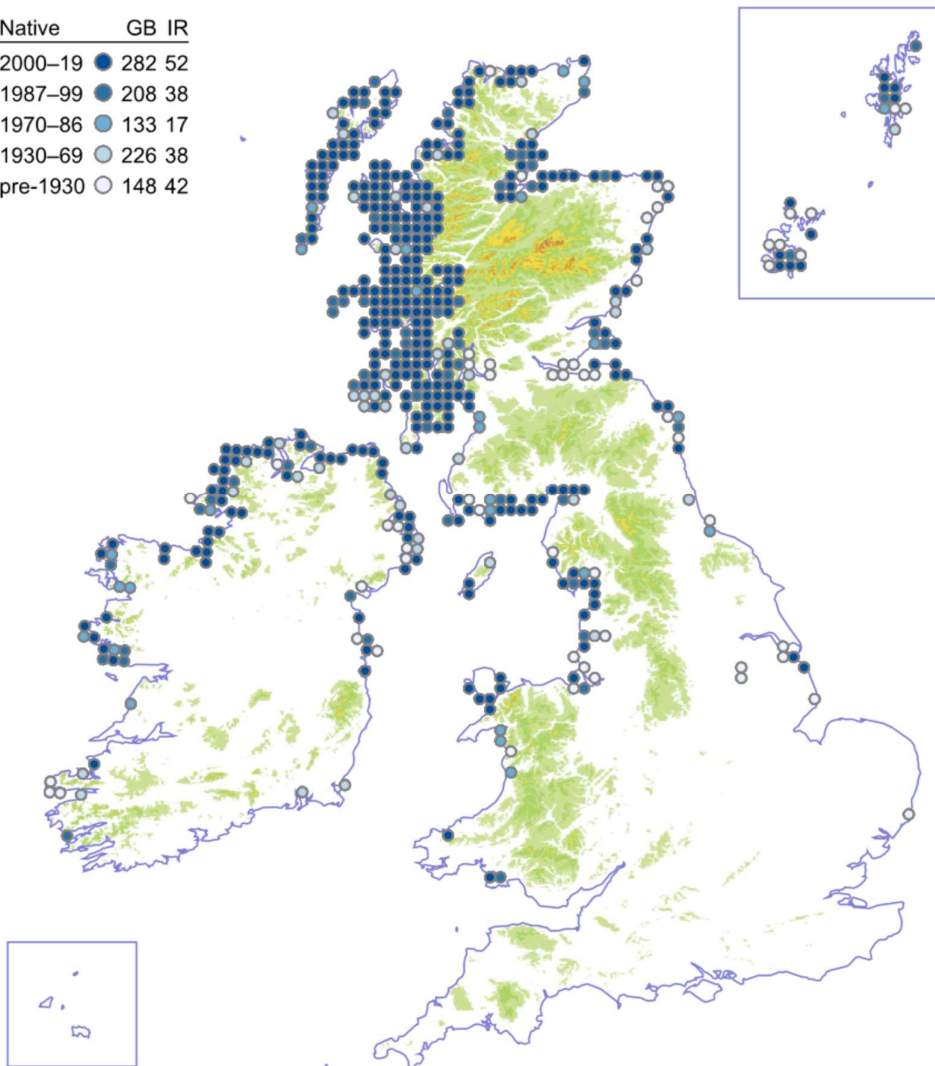 Native GB IR
2000–19 282 52
1987–99 208 38
1970–86 133 17
1930–69 226 38
pre-1930 148 42